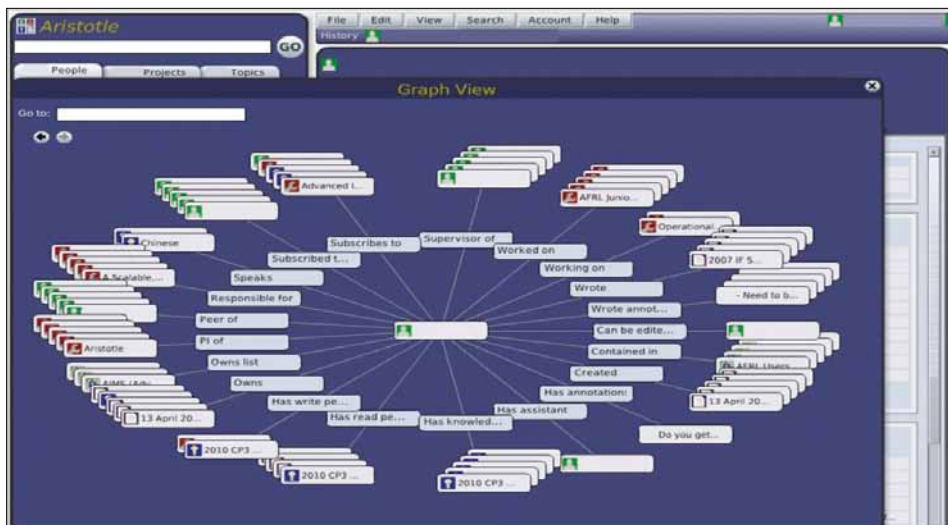 Aristotle
GO
People
Projects
Topics
File
Edit
View
Search
Account
Help
History
Graph View
Go to:
Advanced I...
AFRL Junio...
Chinese
Operational...
Subscribes to
Supervisor of
Subscribed t...
Worked on
2007 IF S...
A Scalable,...
Speaks
Working on
Responsible for
Wrote
- Need to b...
Peer of
Wrote annot...
PI of
Can be edite...
Aristotle
Owns list
Contained in
AFRL Users
Owns
Created
13 April 20...
Has write pe...
Has annotation:
13 April 20...
Has read pe...
Has knowled...
Has assistant
Do you get...
2010 CP3 ...
2010 CP3 ...
2010 CP3 ...